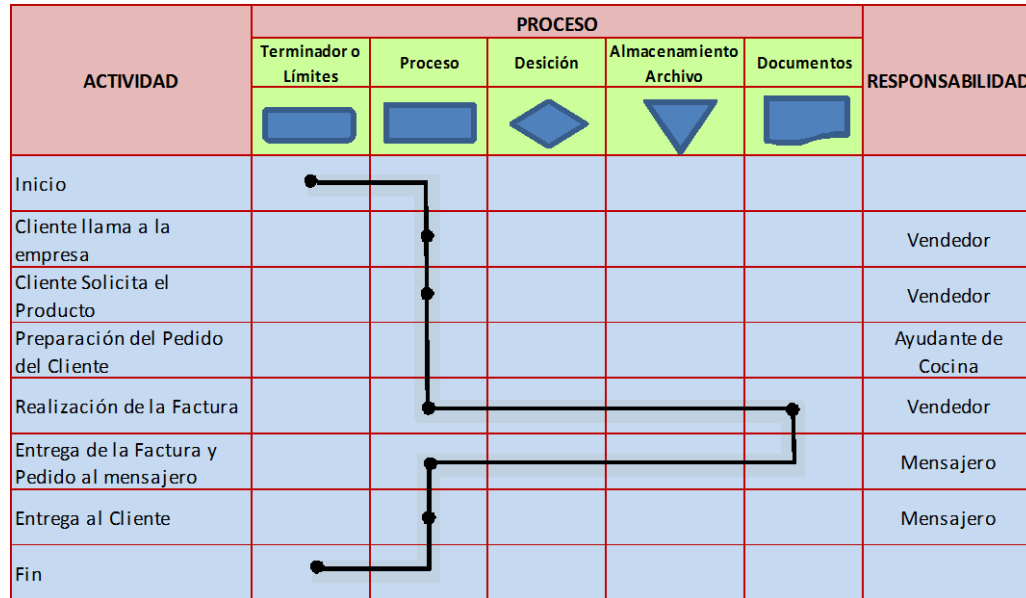 PROCESO
ACTIVIDAD
Terminador o
Límites
Proceso
Desición
Almacenamiento
Archivo
Documentos
RESPONSABILIDAD
Inicio
Cliente llama a la
empresa
Vendedor
Cliente Solicita el
Producto
Vendedor
Preparación del Pedido
del Cliente
Ayudante de
Cocina
Realización de la Factura
Vendedor
Entrega de la Factura y
Pedido al mensajero
Mensajero
Entrega al Cliente
Mensajero
Fin